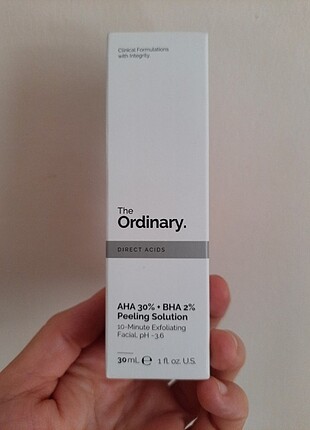 Clinical Formulations
with Integrity.
The
Ordinary.
DIRECT ACIDS
AHA 30% + BHA 2%
Peeling Solution
10-Minute Exfoliating
Facial, pH ~3.6
30 mL ℮ 1 fl. oz. U.S.